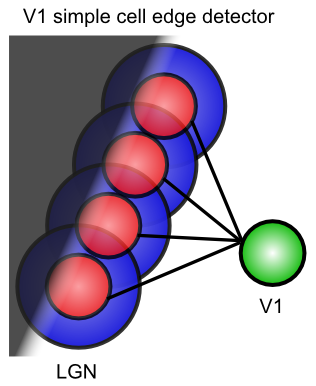 V1 simple cell edge detector
V1
LGN